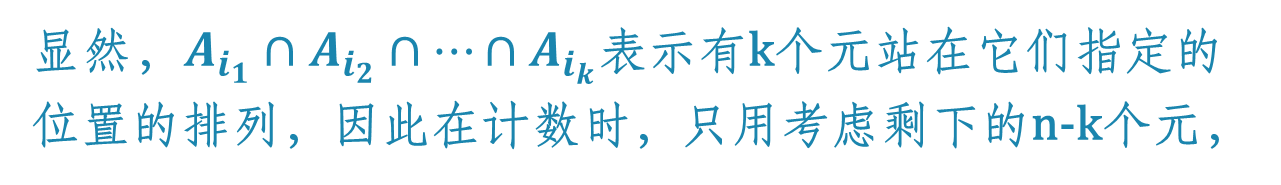 显然，A_{i_1} ∩ A_{i_2} ∩ ⋯ ∩ A_{i_k}表示有k个元站在它们指定的
位置的排列，因此在计数时，只用考虑剩下的n-k个元，